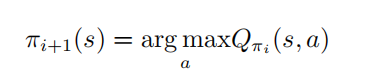 π_{i+1}(s) = arg max_a Q_{π_i}(s, a)